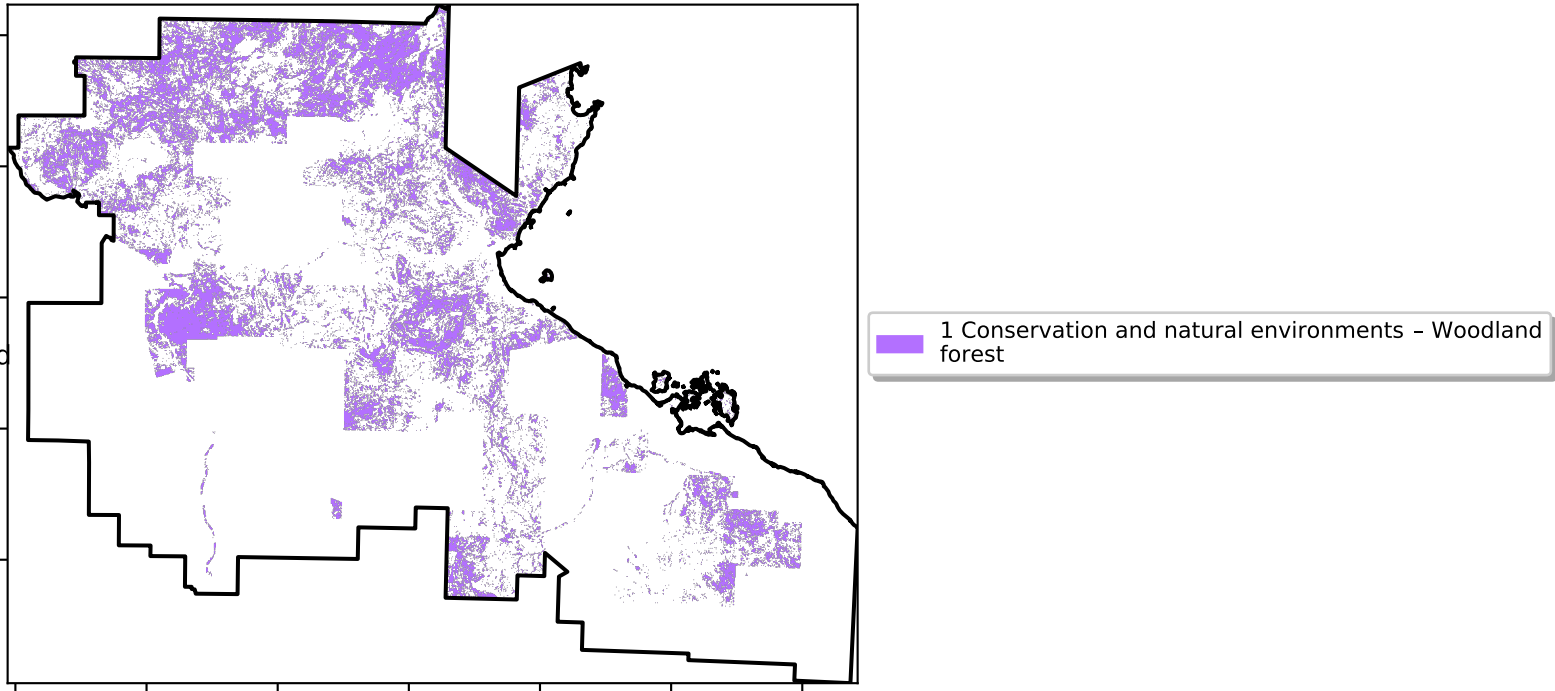 d
1 Conservation and natural environments – Woodland
forest